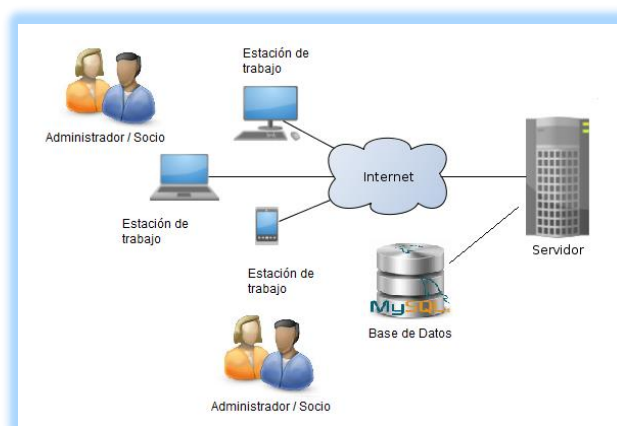 Estación de
trabajo
Administrador / Socio
Internet
Estación de
trabajo
Servidor
Estación de
trabajo
MySQL
Base de Datos
Administrador / Socio